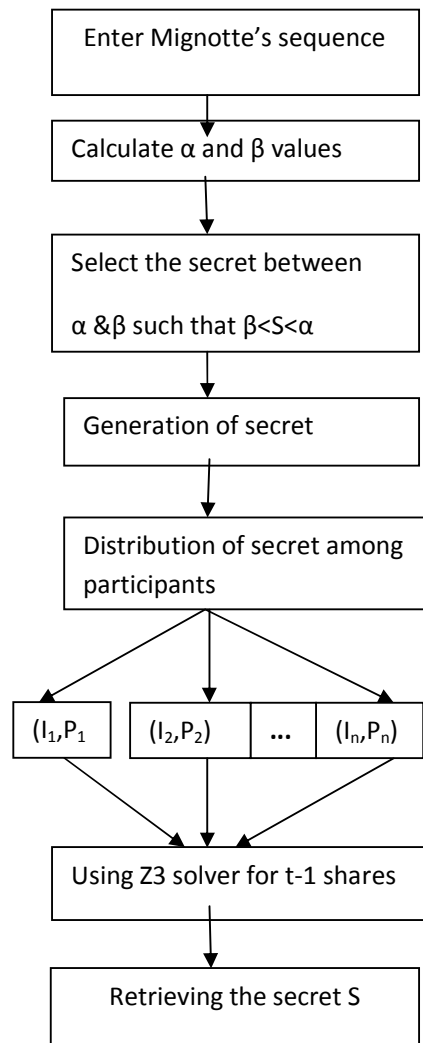 Enter Mignotte’s sequence
Calculate α and β values
Select the secret between
α &β such that β<S<α
Generation of secret
Distribution of secret among
participants
(I₁,P₁ (I₂,P₂) ... (Iₙ,Pₙ)
Using Z3 solver for t-1 shares
Retrieving the secret S